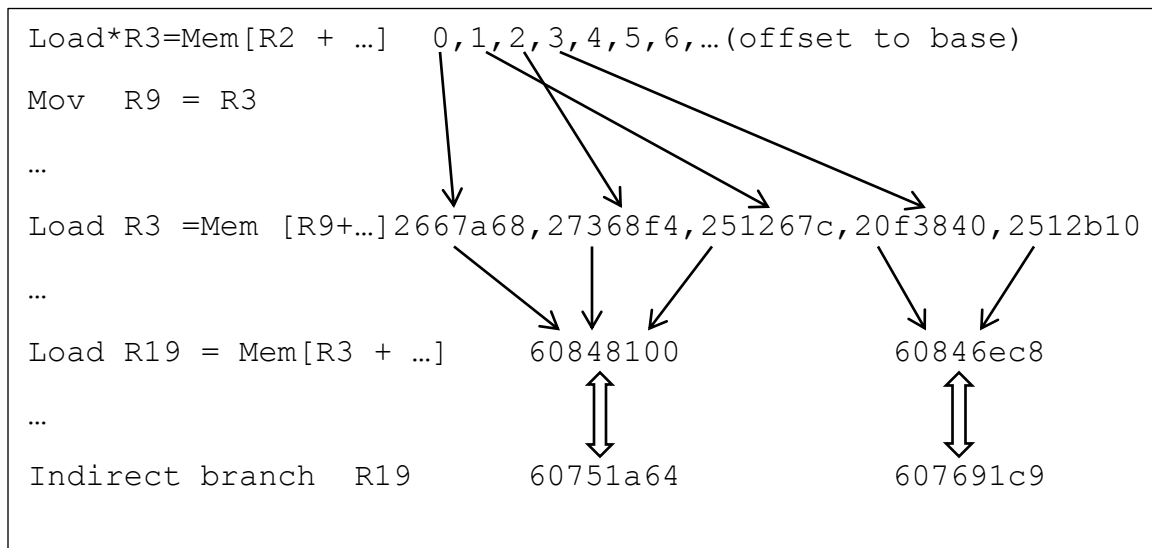 Load*R3=Mem[R2 + …] 0,1,2,3,4,5,6,…(offset to base)
Mov R9 = R3
…
Load R3 =Mem [R9+…]2667a68,27368f4,251267c,20f3840,2512b10
…
Load R19 = Mem[R3 + …] 60848100 60846ec8
…
Indirect branch R19 60751a64 607691c9